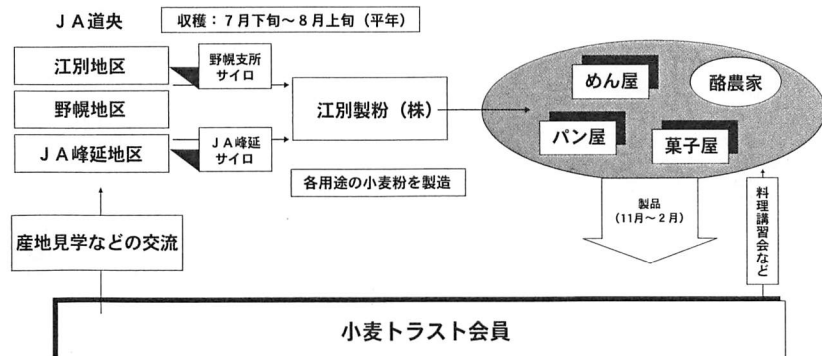 ＪＡ道央
収穫：７月下旬～８月上旬（平年）
江別地区
野幌地区
ＪＡ峰延地区
野幌支所
サイロ
ＪＡ峰延
サイロ
江別製粉（株）
各用途の小麦粉を製造
めん屋
酪農家
パン屋
菓子屋
製品
（11月～２月）
料理講習会など
産地見学などの交流
小麦トラスト会員